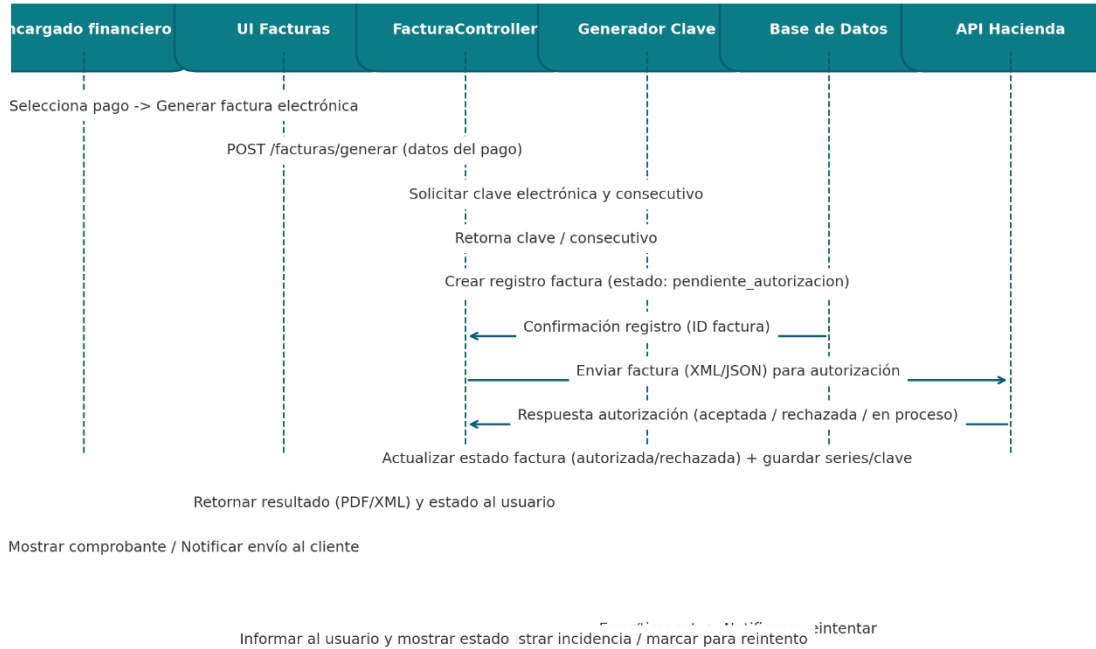 ncargado financiero
UI Facturas
FacturaController
Generador Clave
Base de Datos
API Hacienda
Selecciona pago -> Generar factura electrónica
POST /facturas/generar (datos del pago)
Solicitar clave electrónica y consecutivo
Retorna clave / consecutivo
Crear registro factura (estado: pendiente_autorizacion)
Confirmación registro (ID factura)
Enviar factura (XML/JSON) para autorización
Respuesta autorización (aceptada / rechazada / en proceso)
Actualizar estado factura (autorizada/rechazada) + guardar series/clave
Retornar resultado (PDF/XML) y estado al usuario
Mostrar comprobante / Notificar envío al cliente
eintentar
Informar al usuario y mostrar estado strar incidencia / marcar para reintento